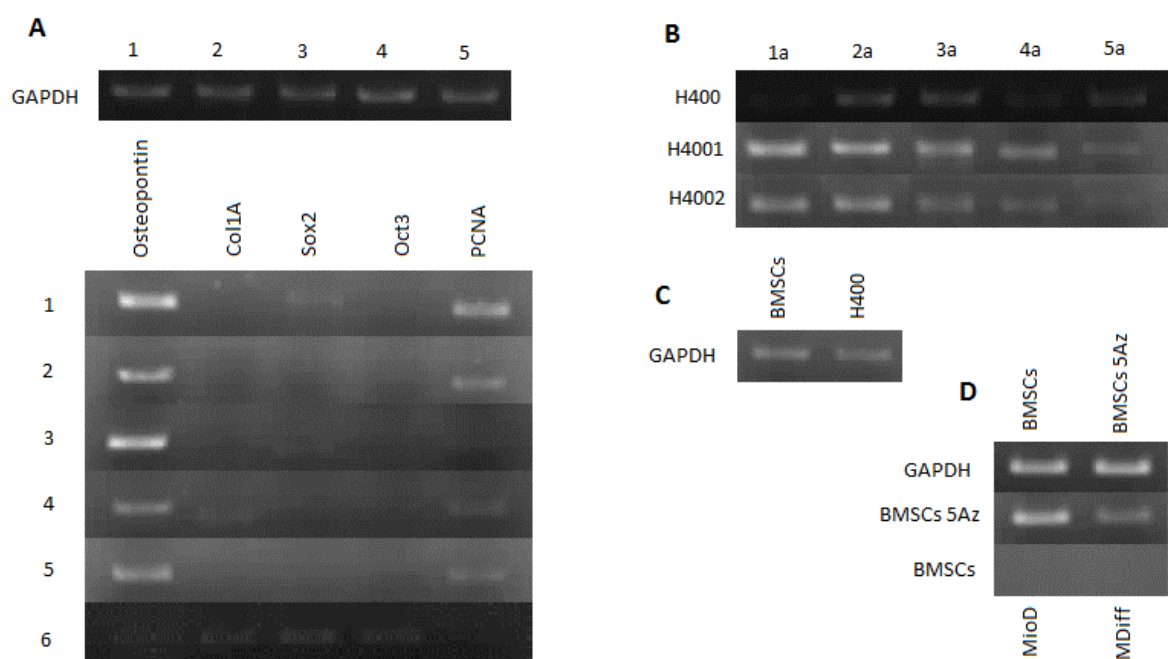 A
1 2 3 4 5
GAPDH
Osteopontin Col1A Sox2 Oct3 PCNA
1
2
3
4
5
6
B
1a 2a 3a 4a 5a
H400
H4001
H4002
C
BMSCs H400
GAPDH
D
BMSCs BMSCs 5Az
GAPDH
BMSCs 5Az
BMSCs
MioD MDiff